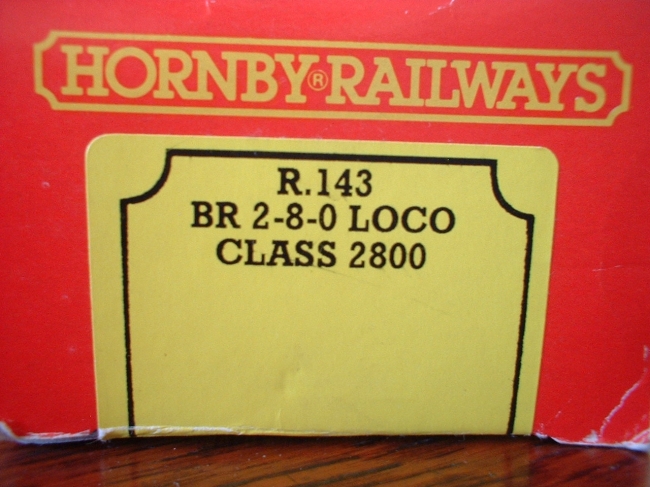 HORNBY® RAILWAYS
R.143
BR 2-8-0 LOCO
CLASS 2800